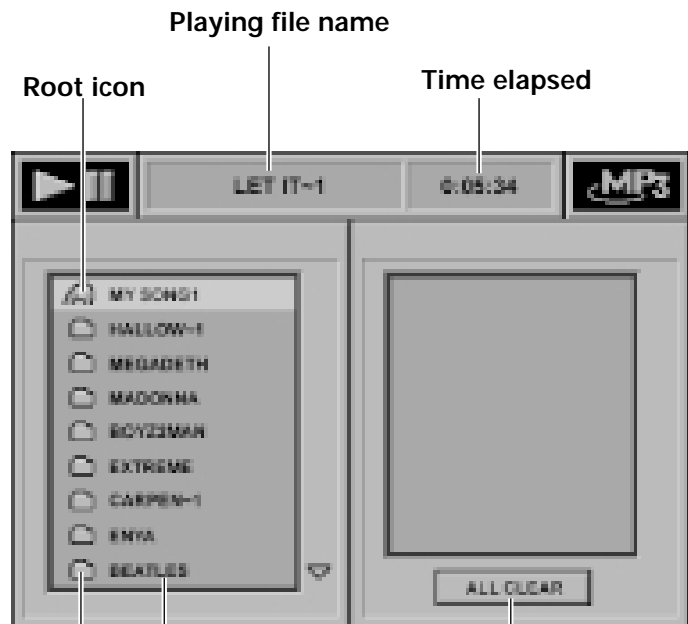 Playing file name
Root icon
Time elapsed
LET IT~1
0:05:34
MP3
MY SONG1
HALLOW~1
MEGADETH
MADONNA
BOYZ2MAN
EXTREME
CARPEN~1
ENYA
BEATLES
ALL CLEAR